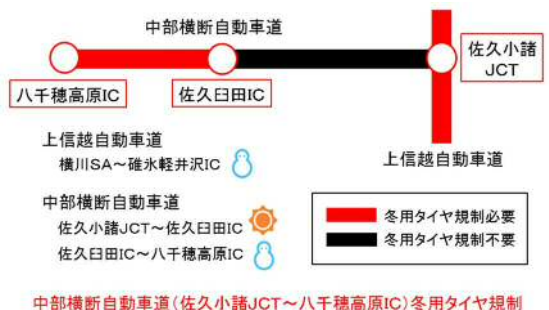 中部横断自動車道
佐久小諸
JCT
八千穂高原IC
佐久臼田IC
上信越自動車道
上信越自動車道
横川SA～碓氷軽井沢IC
中部横断自動車道
佐久小諸JCT～佐久臼田IC
佐久臼田IC～八千穂高原IC
冬用タイヤ規制必要
冬用タイヤ規制不要
中部横断自動車道(佐久小諸JCT～八千穂高原IC)冬用タイヤ規制